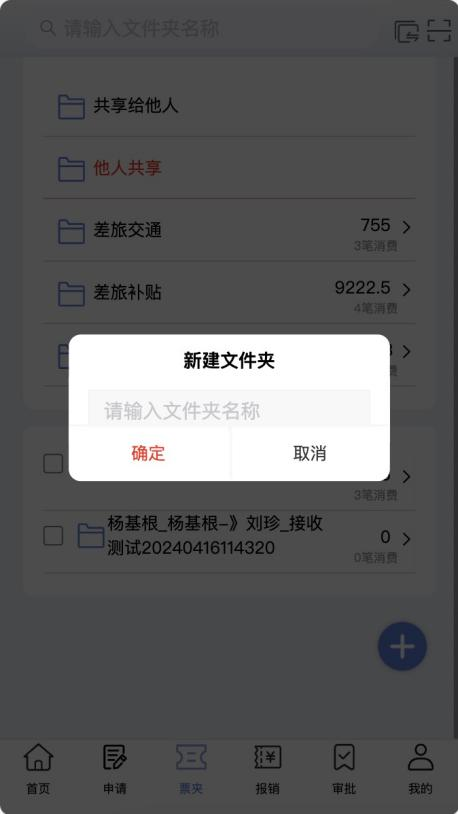 请输入文件夹名称
共享给他人
他人共享
差旅交通
755
3笔消费
差旅补贴
9222.5
4笔消费
新建文件夹
请输入文件夹名称
确定
取消
3笔消费
杨基根_杨基根-》刘珍_接收
测试20240416114320
0
0笔消费
首页
申请
票夹
报销
审批
我的